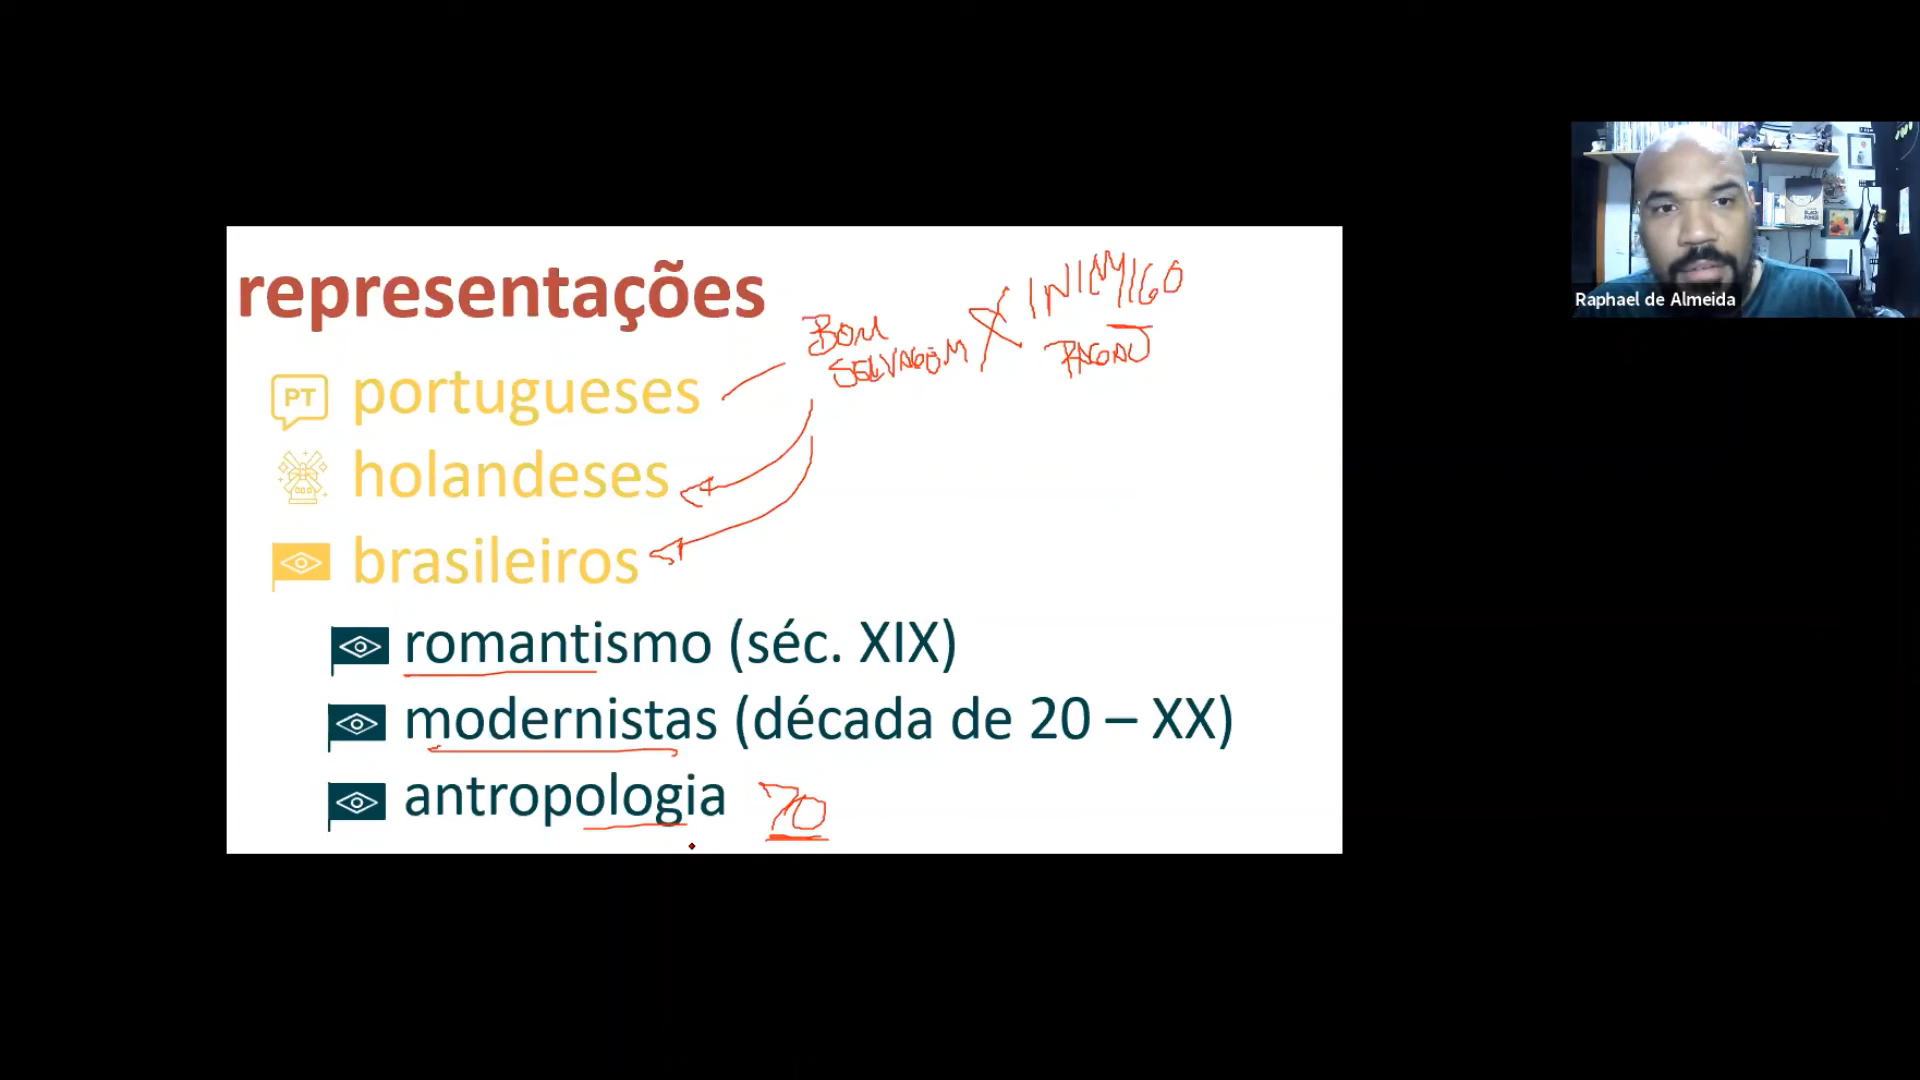 representações
BOM
SELVAGEM X INIMIGO
PAGÃO
PT portugueses
holandeses
brasileiros
romantismo (séc. XIX)
modernistas (década de 20 – XX)
antropologia 70
Raphael de Almeida